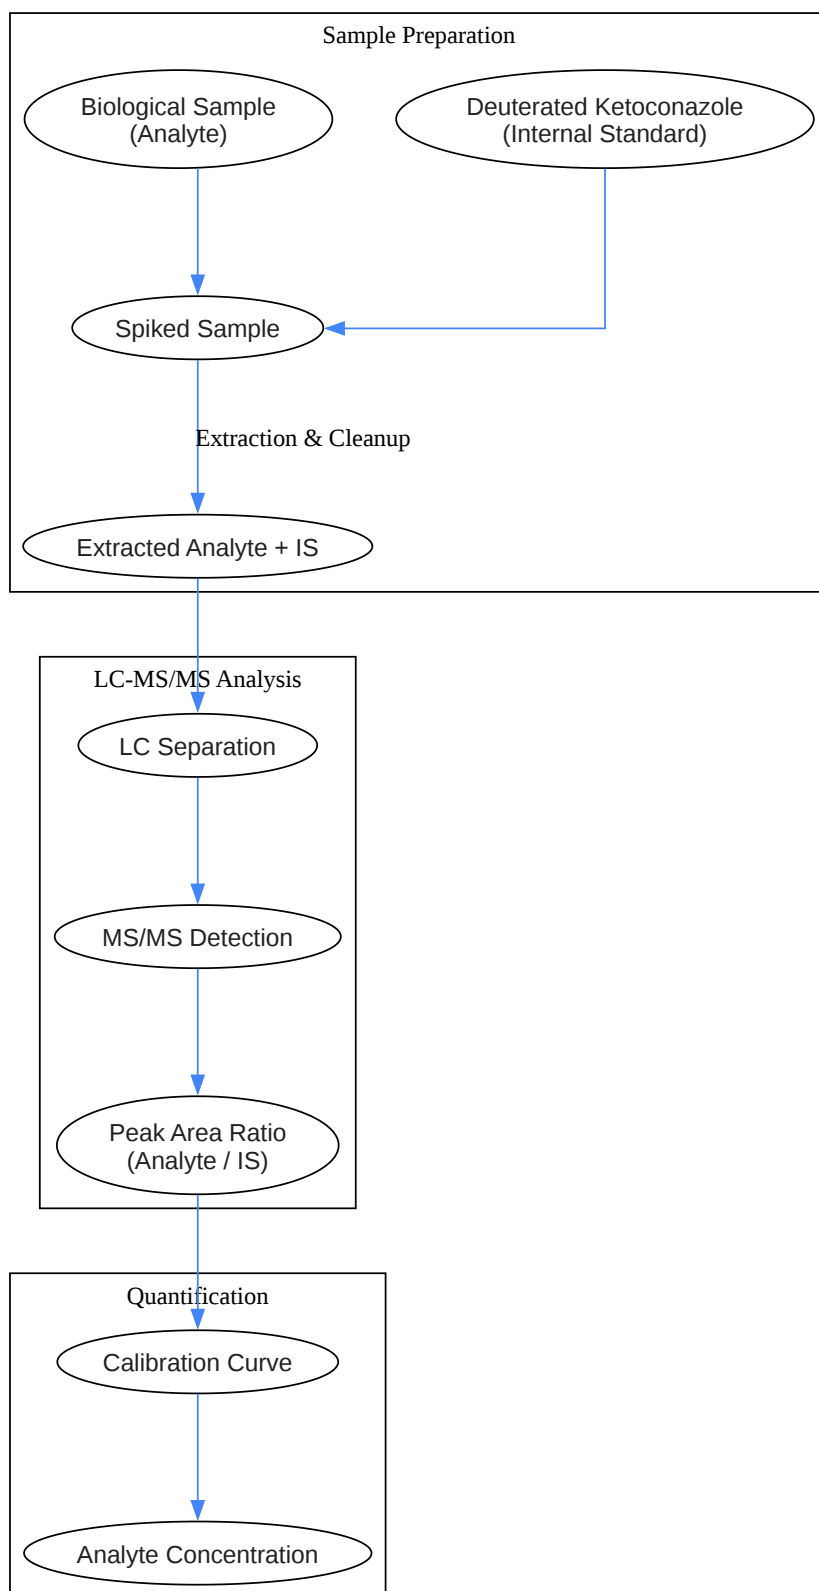 Sample Preparation
Biological Sample
(Analyte)
Deuterated Ketoconazole
(Internal Standard)
Spiked Sample
Extraction & Cleanup
Extracted Analyte + IS
LC-MS/MS Analysis
LC Separation
MS/MS Detection
Peak Area Ratio
(Analyte / IS)
Quantification
Calibration Curve
Analyte Concentration